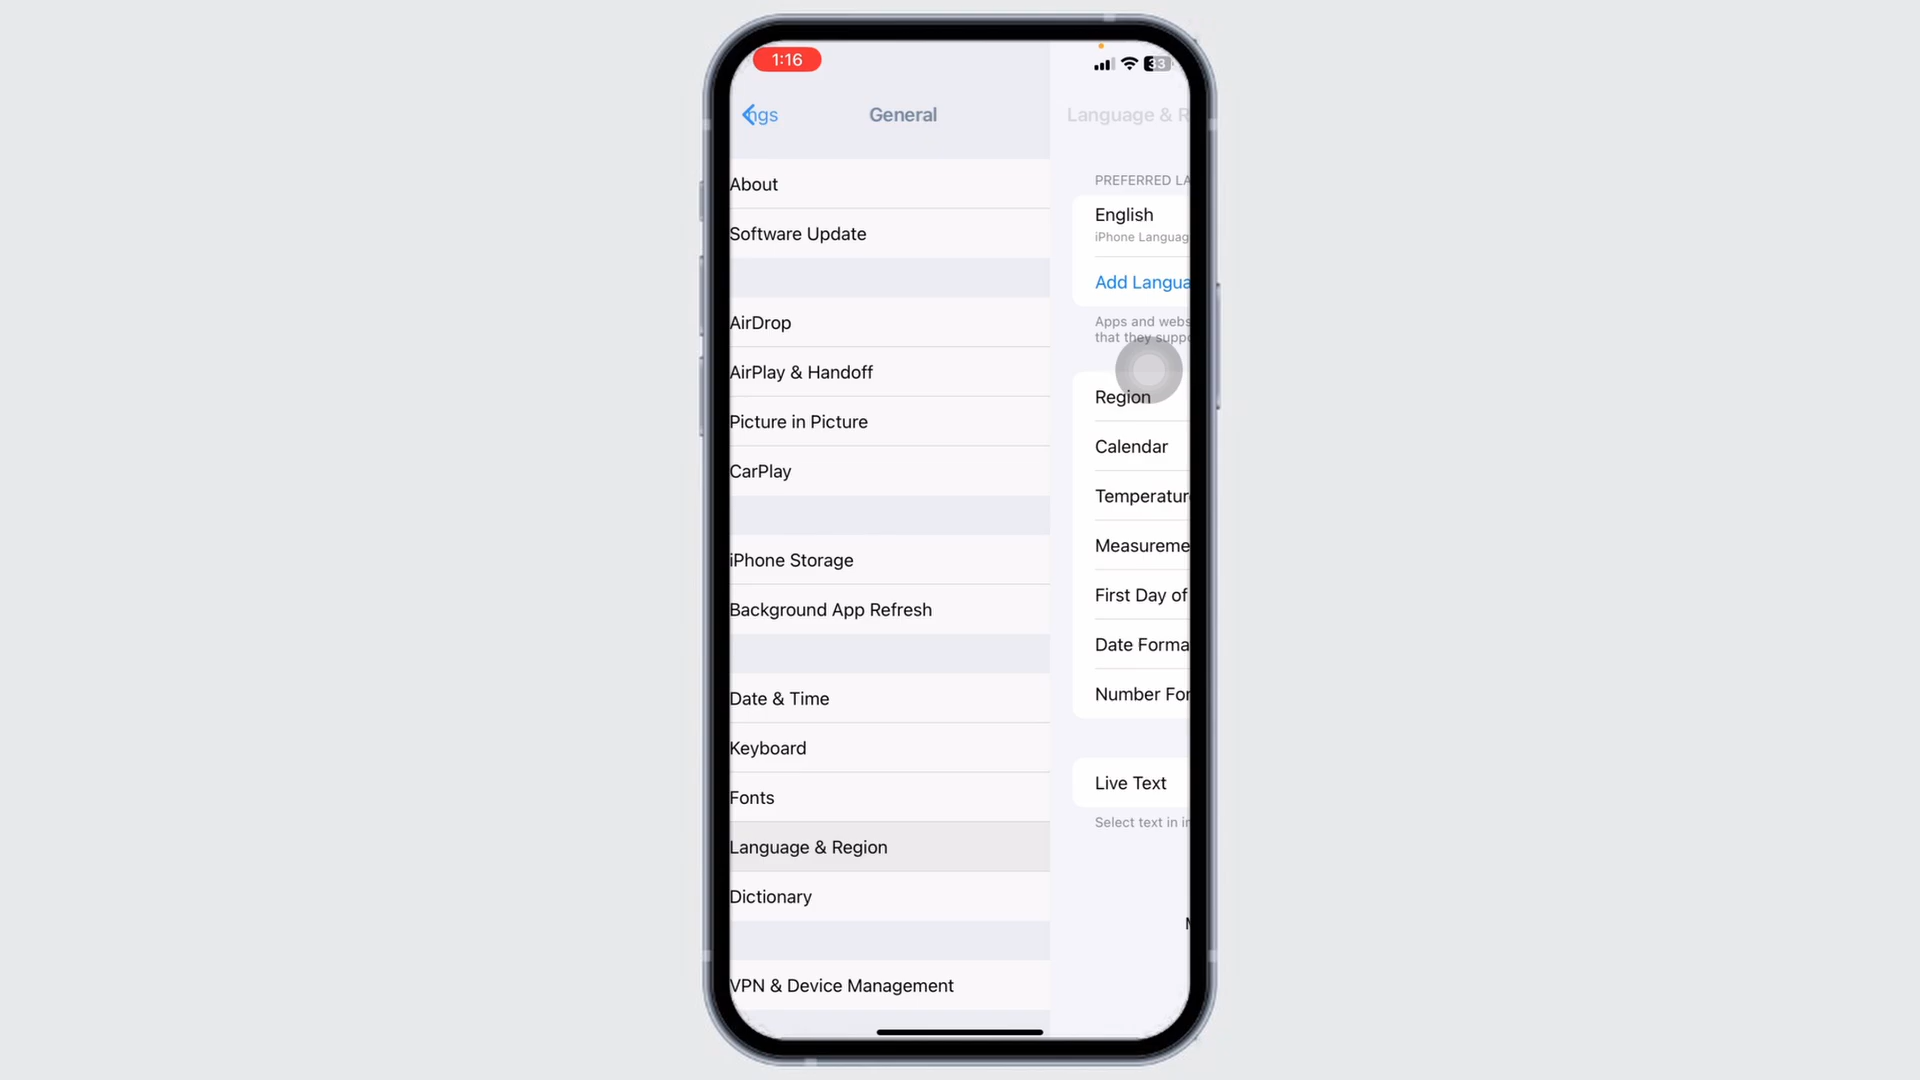 1:16
33
ngs
General
Language & R
About
Software Update
AirDrop
AirPlay & Handoff
Picture in Picture
CarPlay
iPhone Storage
Background App Refresh
Date & Time
Keyboard
Fonts
Language & Region
Dictionary
VPN & Device Management
PREFERRED LA
English
iPhone Languag
Add Langua
Apps and webs
that they suppo
Region
Calendar
Temperatur
Measureme
First Day of
Date Forma
Number For
Live Text
Select text in i